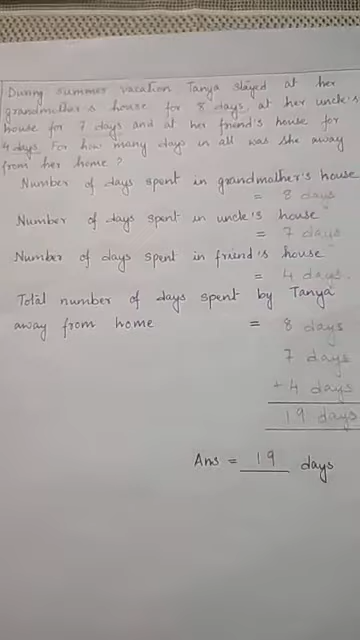 During summer vacation Tanya stayed at her
grandmother's house for 8 days, at her uncle's
house for 7 days and at her friend's house for
4 days. For how many days in all was she away
from her home?
Number of days spent in grandmother's house
= 8 days
Number of days spent in uncle's house
= 7 days
Number of days spent in friend's house
= 4 days.
Total number of days spent by Tanya
away from home = 8 days
7 days
+ 4 days
19 days
Ans = 19 days